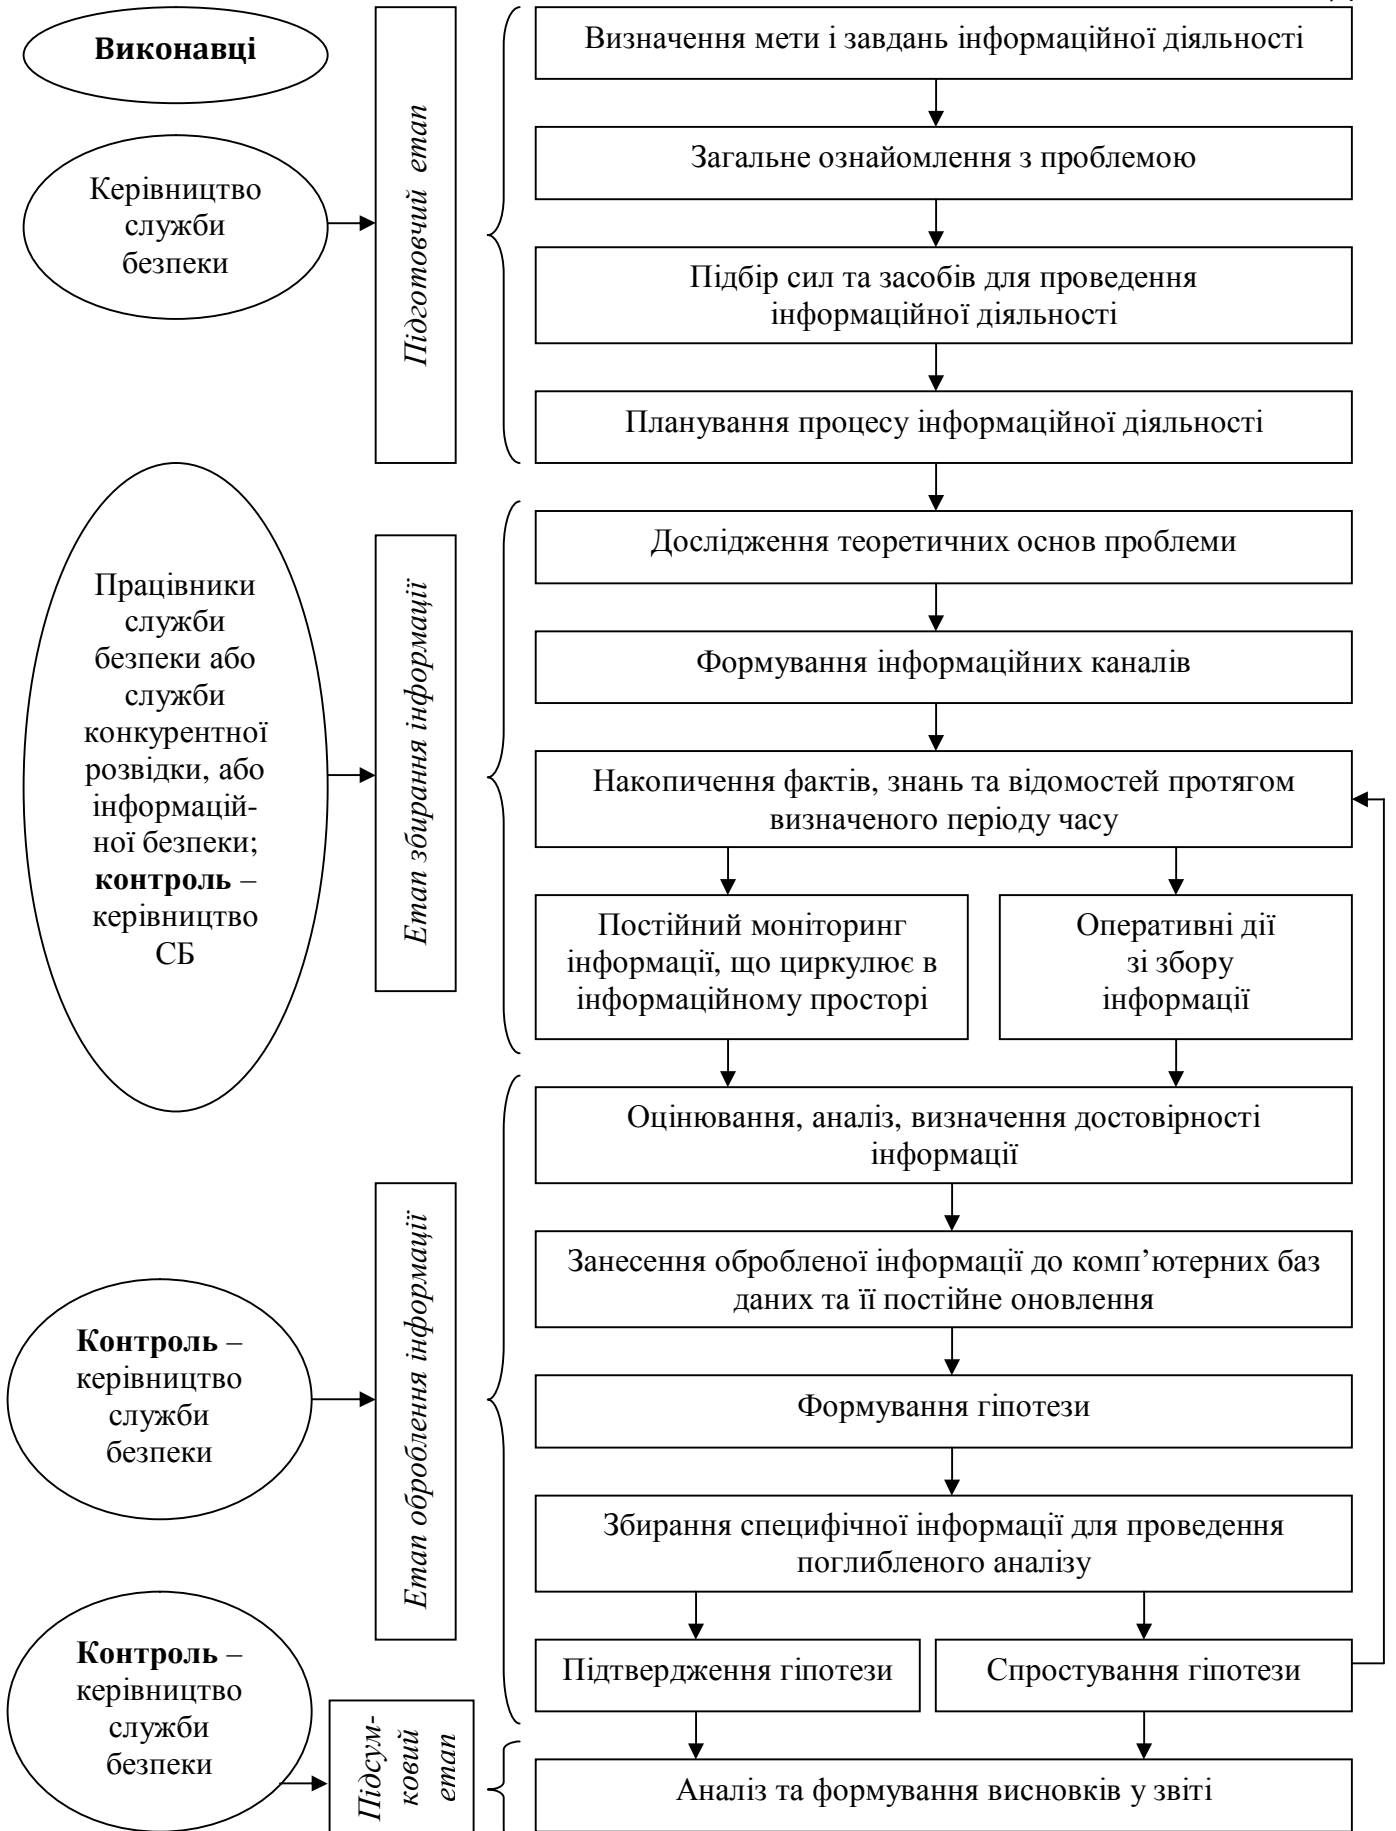 Виконавці
Керівництво
служби
безпеки
Підготовчий етап
Визначення мети і завдань інформаційної діяльності
Загальне ознайомлення з проблемою
Підбір сил та засобів для проведення
інформаційної діяльності
Планування процесу інформаційної діяльності
Працівники
служби
безпеки або
служби
конкурентної
розвідки, або
інформацій-
ної безпеки;
контроль –
керівництво
СБ
Етап збирання інформації
Дослідження теоретичних основ проблеми
Формування інформаційних каналів
Накопичення фактів, знань та відомостей протягом
визначеного періоду часу
Постійний моніторинг
інформації, що циркулює в
інформаційному просторі
Оперативні дії
зі збору
інформації
Контроль –
керівництво
служби
безпеки
Етап оброблення інформації
Оцінювання, аналіз, визначення достовірності
інформації
Занесення обробленої інформації до комп’ютерних баз
даних та її постійне оновлення
Формування гіпотези
Збирання специфічної інформації для проведення
поглибленого аналізу
Підтвердження гіпотези
Спростування гіпотези
Контроль –
керівництво
служби
безпеки
Підсум-
ковий
етап
Аналіз та формування висновків у звіті